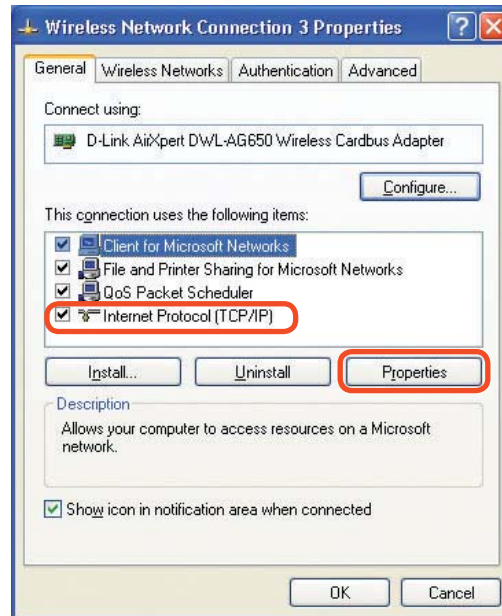 Wireless Network Connection 3 Properties
General Wireless Networks Authentication Advanced
Connect using:
D-Link AirXpert DWL-AG650 Wireless Cardbus Adapter
Configure...
This connection uses the following items:
Client for Microsoft Networks
File and Printer Sharing for Microsoft Networks
QoS Packet Scheduler
Internet Protocol (TCP/IP)
Install... Uninstall Properties
Description
Allows your computer to access resources on a Microsoft
network.
Show icon in notification area when connected
OK Cancel